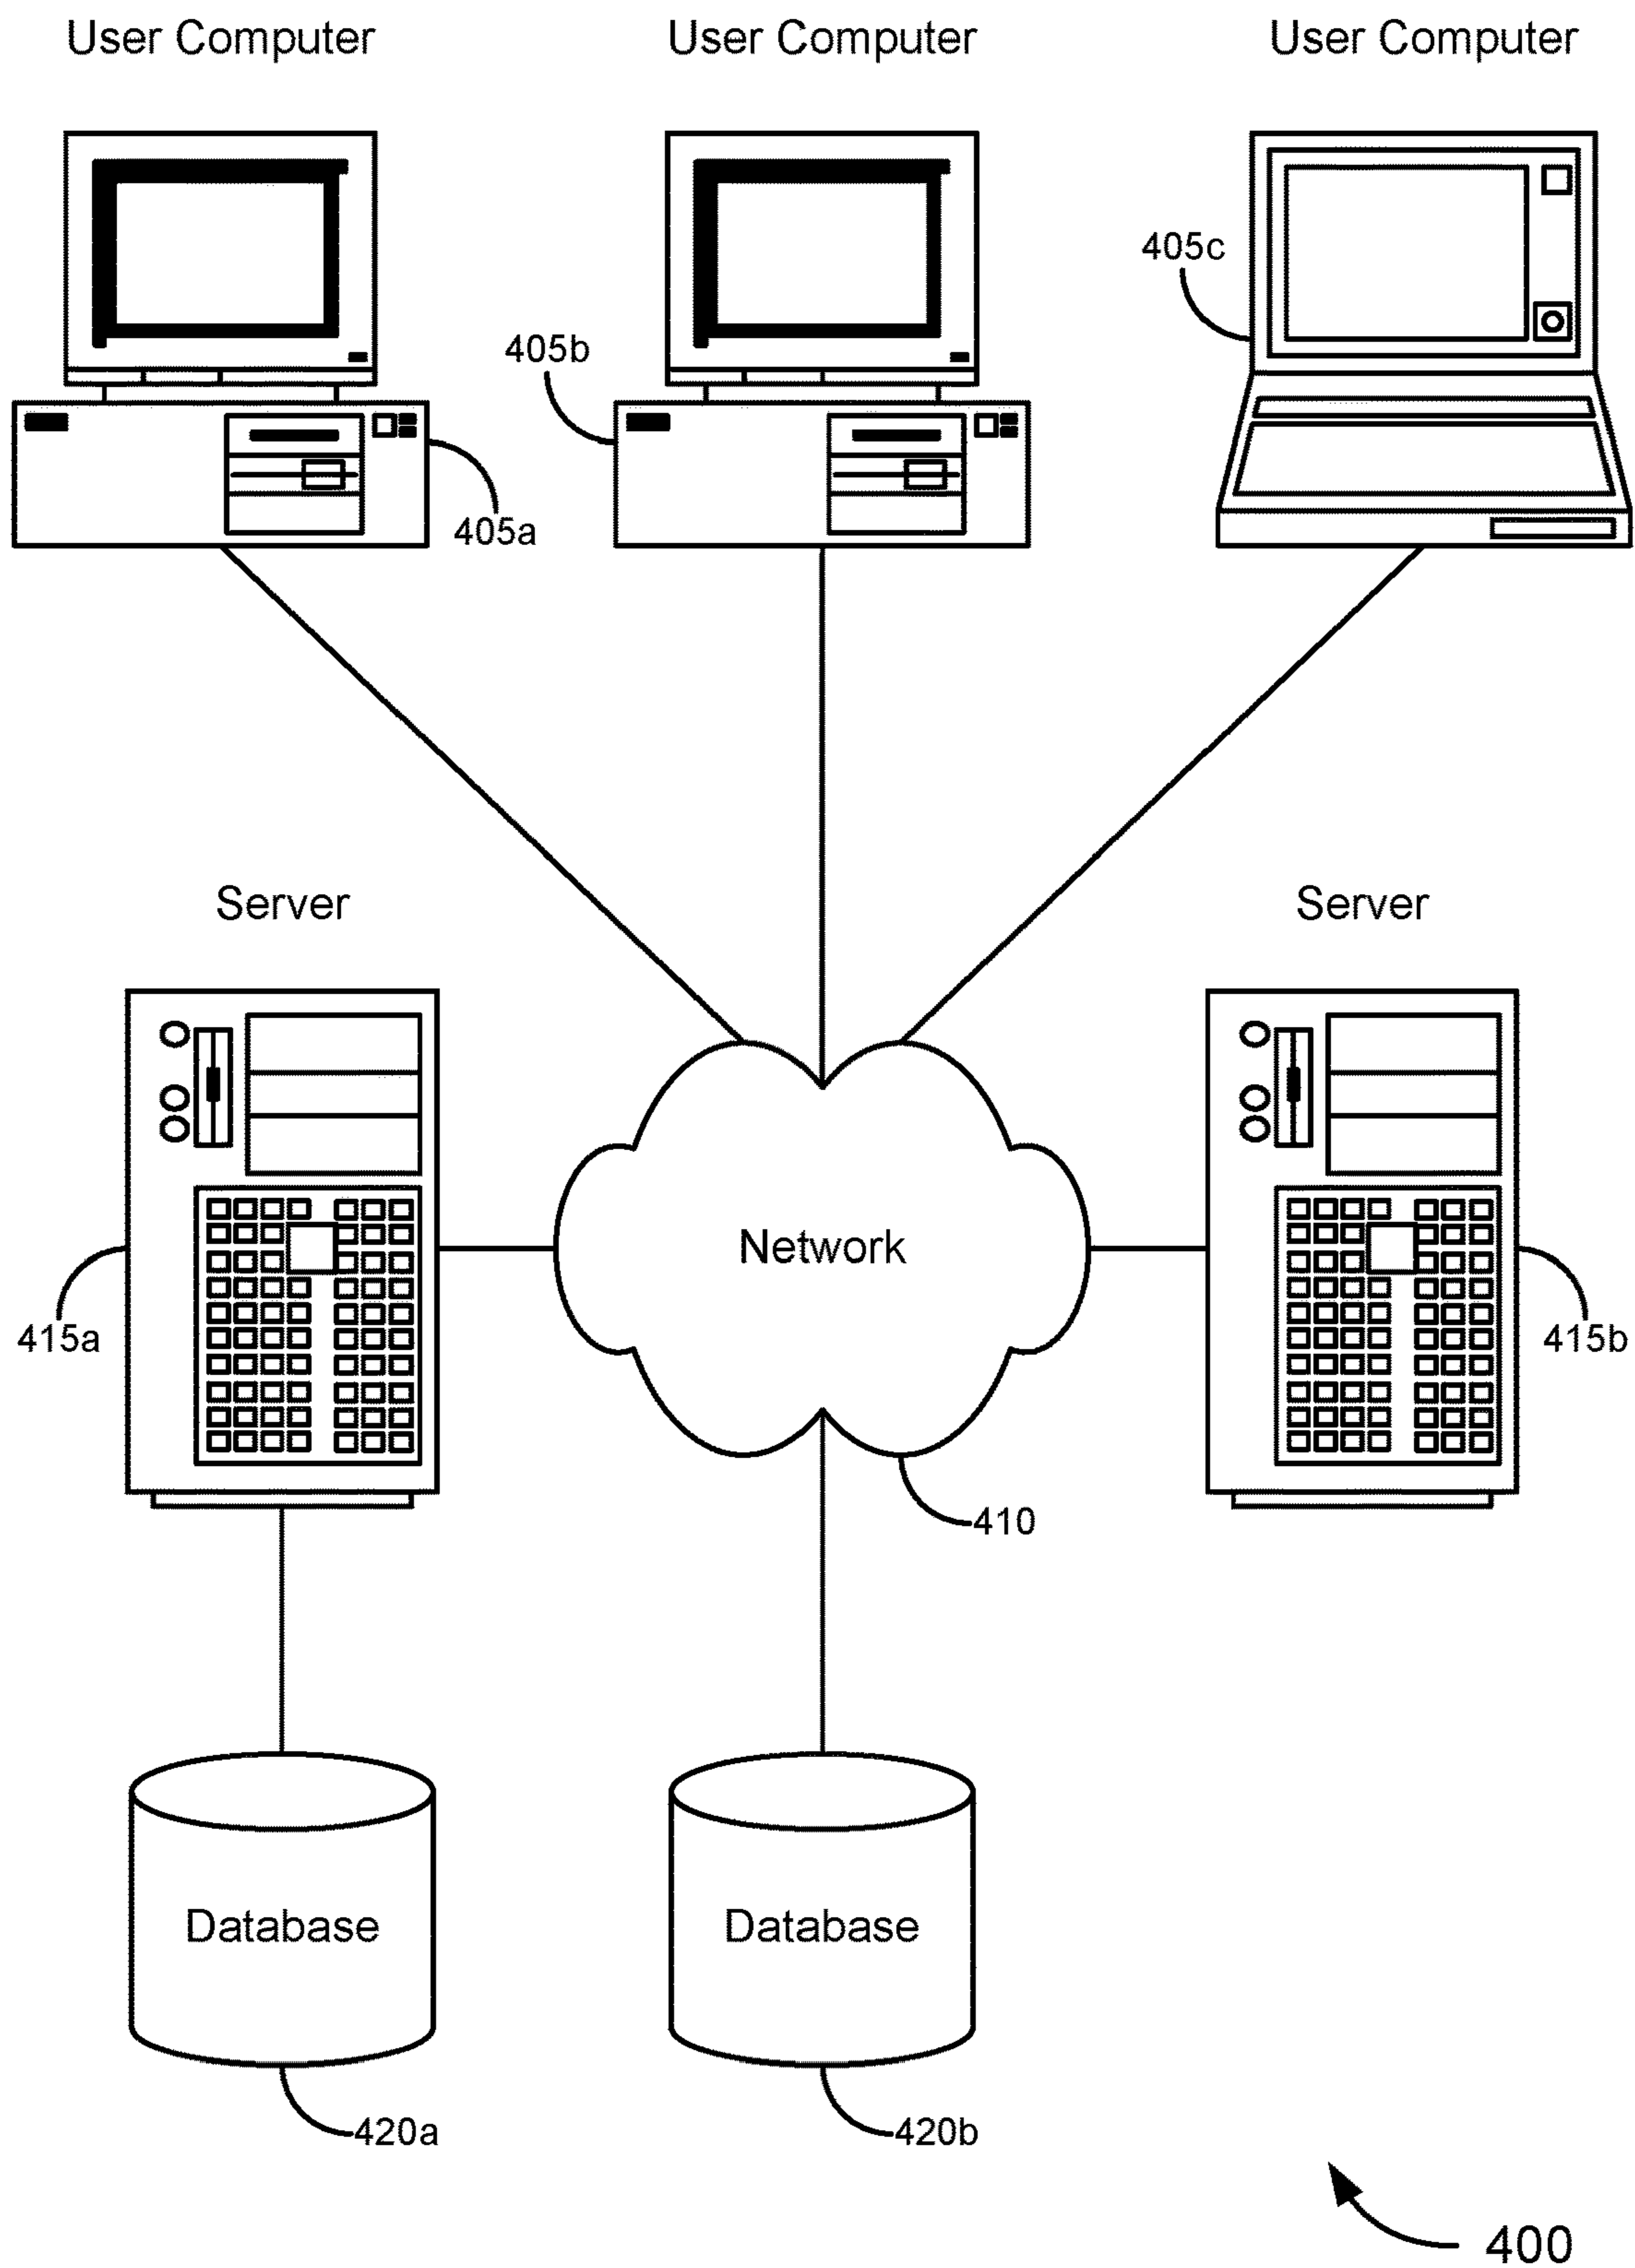 User Computer
User Computer
User Computer
405c
405b
405a
Server
Server
Network
415a
415b
410
Database
Database
420a
420b
400